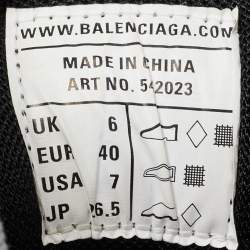 WWW.BALENCIAGA.COM
MADE IN CHINA
ART NO. 542023
UK 6
EUR 40
USA 7
JP 26.5